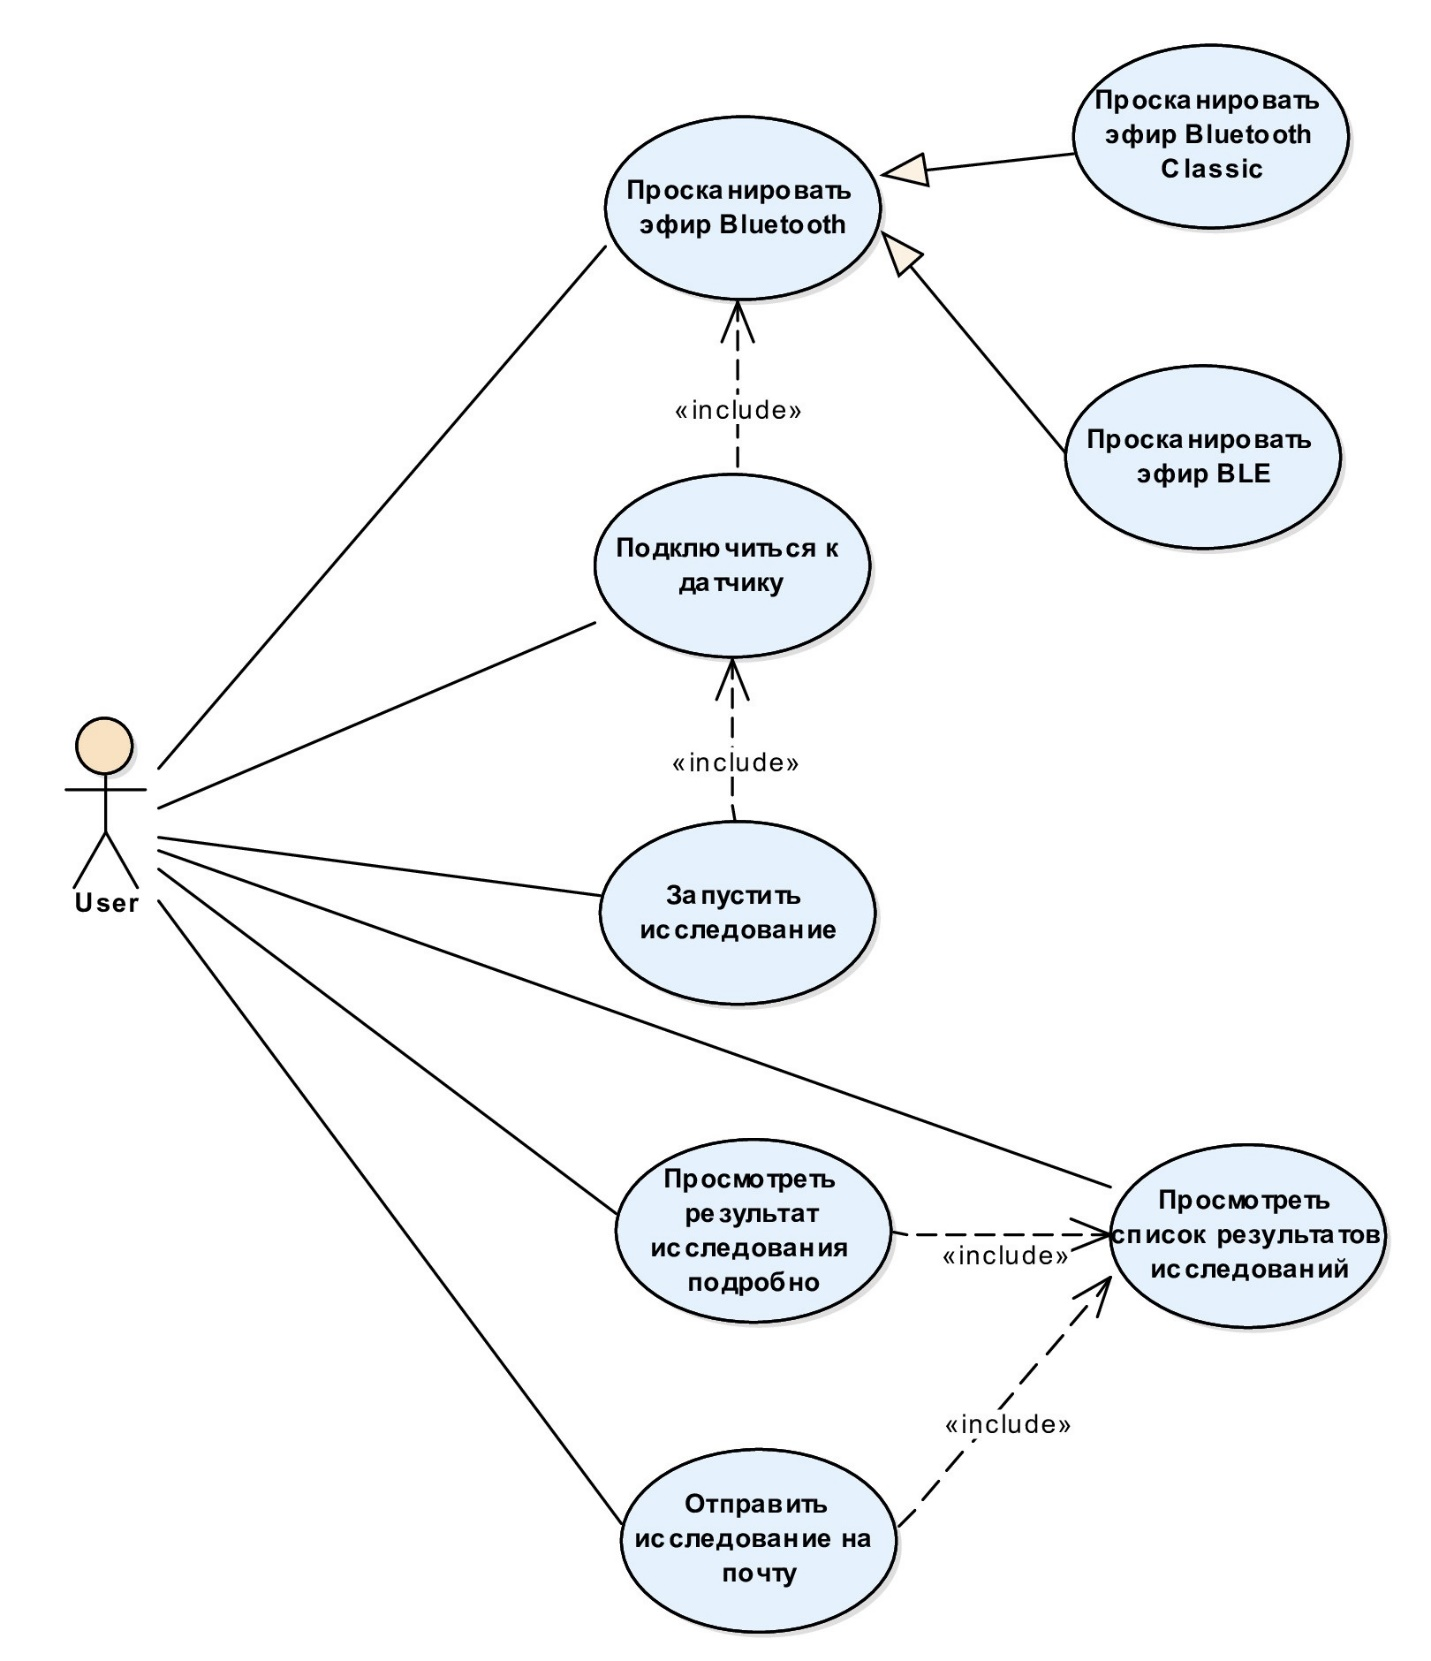 Просканировать
эфир Bluetooth
Classic
Просканировать
эфир Bluetooth
«include»
Просканировать
эфир BLE
Подключиться к
датчику
«include»
User
Запустить
исследование
Просмотреть
результат
исследования
подробно
«include»
Просмотреть
список результатов
исследований
«include»
Отправить
исследование на
почту